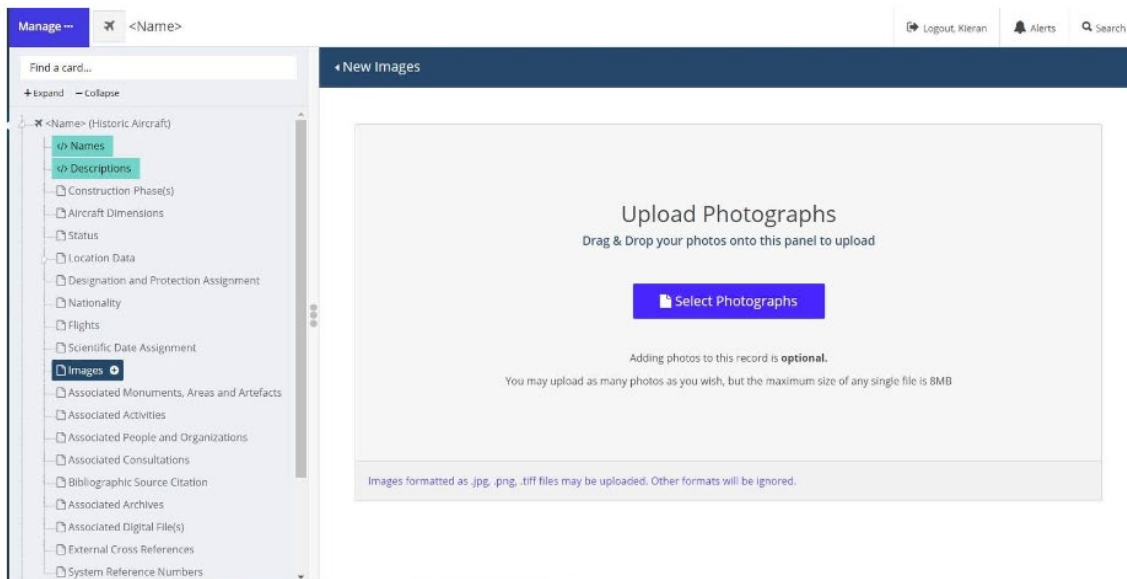 Manage ···
<Name>
Logout, Kieran
Alerts
Search
Find a card...
+ Expand − Collapse
<Name> (Historic Aircraft)
</> Names
</> Descriptions
Construction Phase(s)
Aircraft Dimensions
Status
Location Data
Designation and Protection Assignment
Nationality
Flights
Scientific Date Assignment
Images
Associated Monuments, Areas and Artefacts
Associated Activities
Associated People and Organizations
Associated Consultations
Bibliographic Source Citation
Associated Archives
Associated Digital File(s)
External Cross References
System Reference Numbers
New Images
Upload Photographs
Drag & Drop your photos onto this panel to upload
Select Photographs
Adding photos to this record is optional.
You may upload as many photos as you wish, but the maximum size of any single file is 8MB
Images formatted as .jpg, .png, .tiff files may be uploaded. Other formats will be ignored.